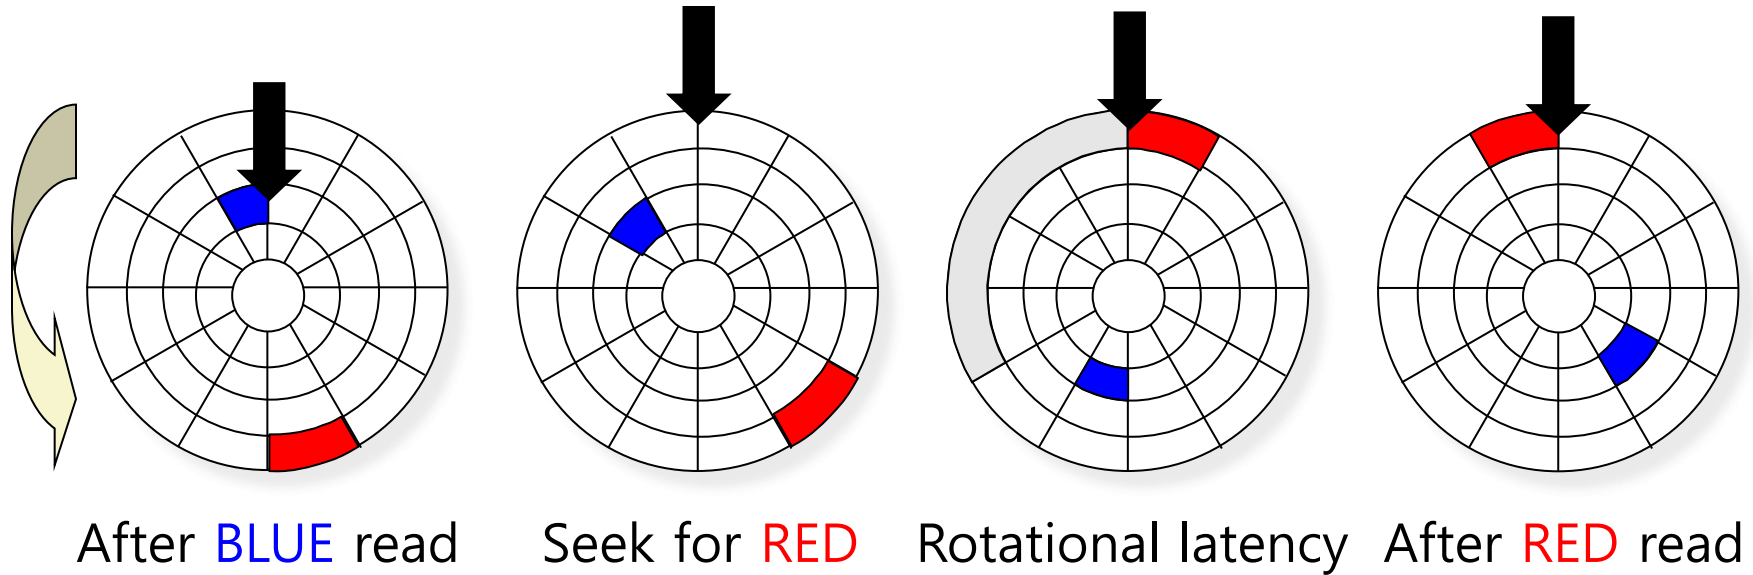 After BLUE read
Seek for RED
Rotational latency
After RED read